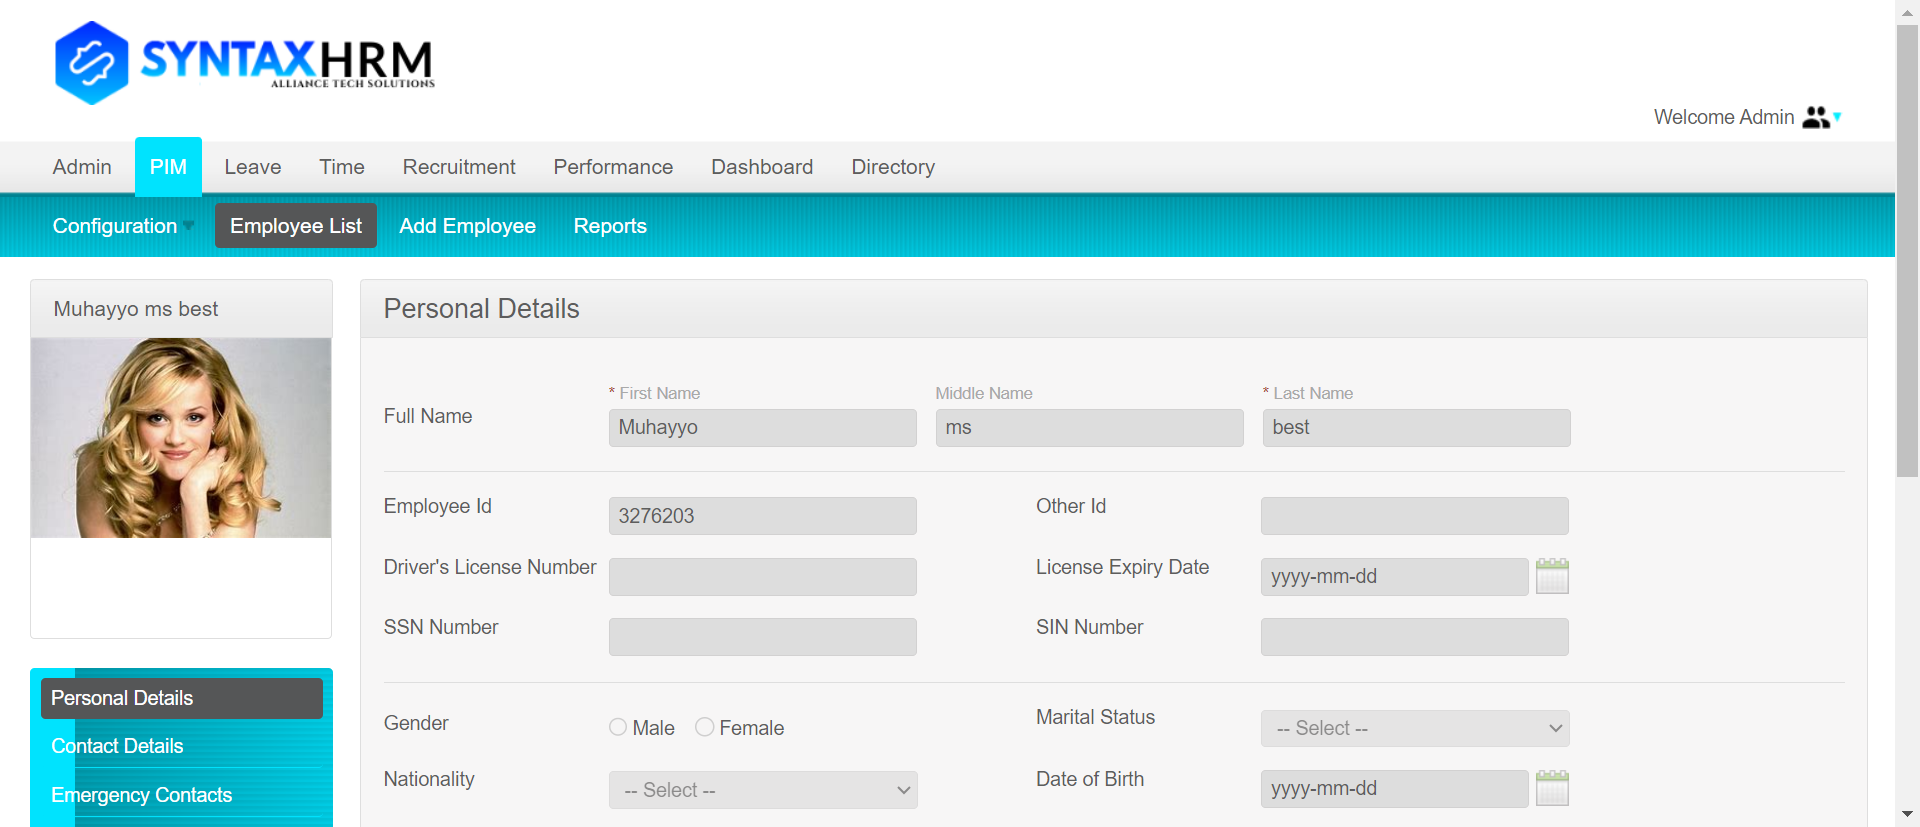 SYNTAXHRM
ALLIANCE TECH SOLUTIONS
Welcome Admin
Admin PIM Leave Time Recruitment Performance Dashboard Directory
Configuration Employee List Add Employee Reports
Muhayyo ms best
Personal Details
* First Name Middle Name * Last Name
Full Name Muhayyo ms best
Employee Id 3276203 Other Id
Driver's License Number License Expiry Date yyyy-mm-dd
SSN Number SIN Number
Gender Male Female Marital Status -- Select --
Nationality -- Select -- Date of Birth yyyy-mm-dd
Personal Details
Contact Details
Emergency Contacts